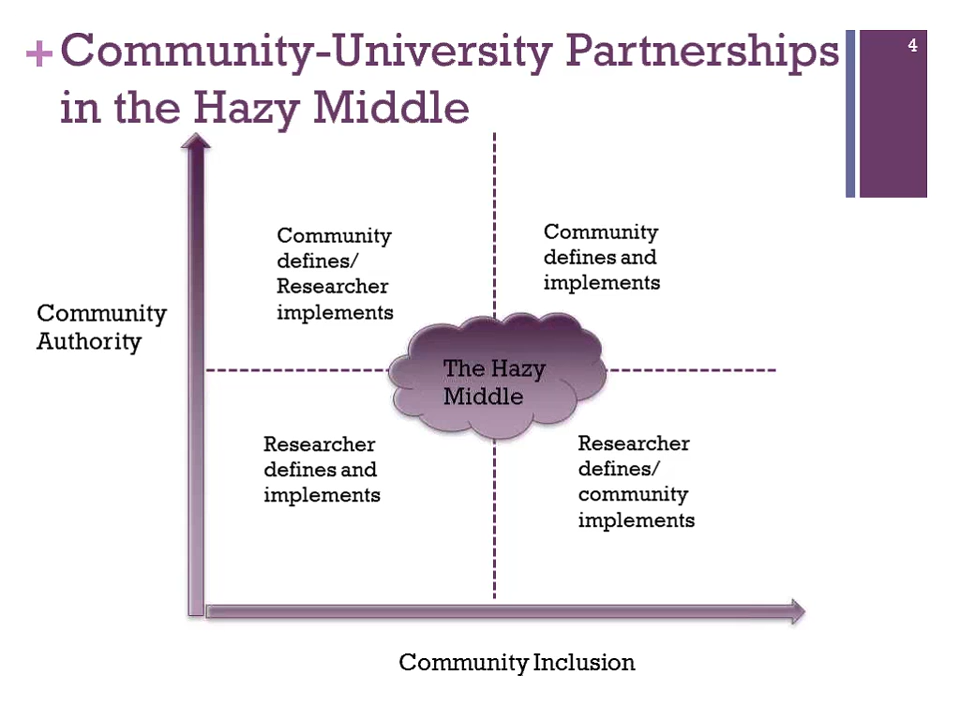 + Community-University Partnerships
in the Hazy Middle
4
Community
defines/
Researcher
implements
Community
defines and
implements
Community
Authority
The Hazy
Middle
Researcher
defines and
implements
Researcher
defines/
community
implements
Community Inclusion